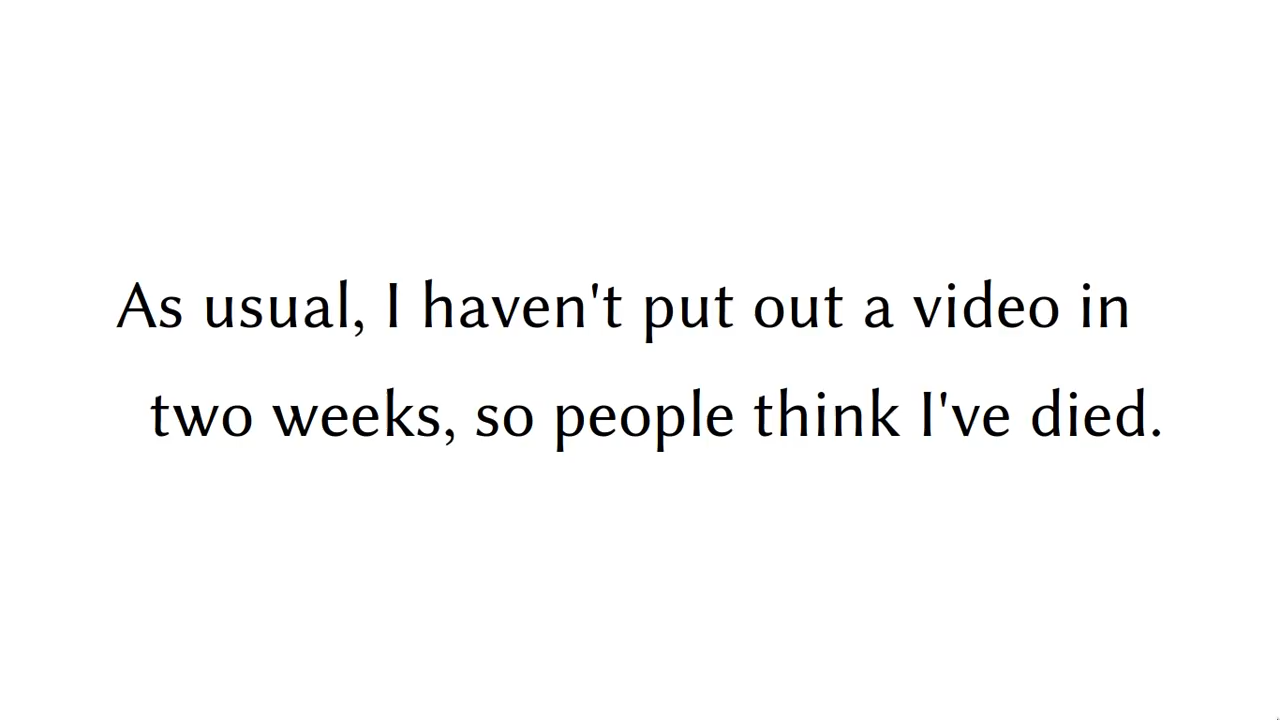 As usual, I haven't put out a video in
two weeks, so people think I've died.